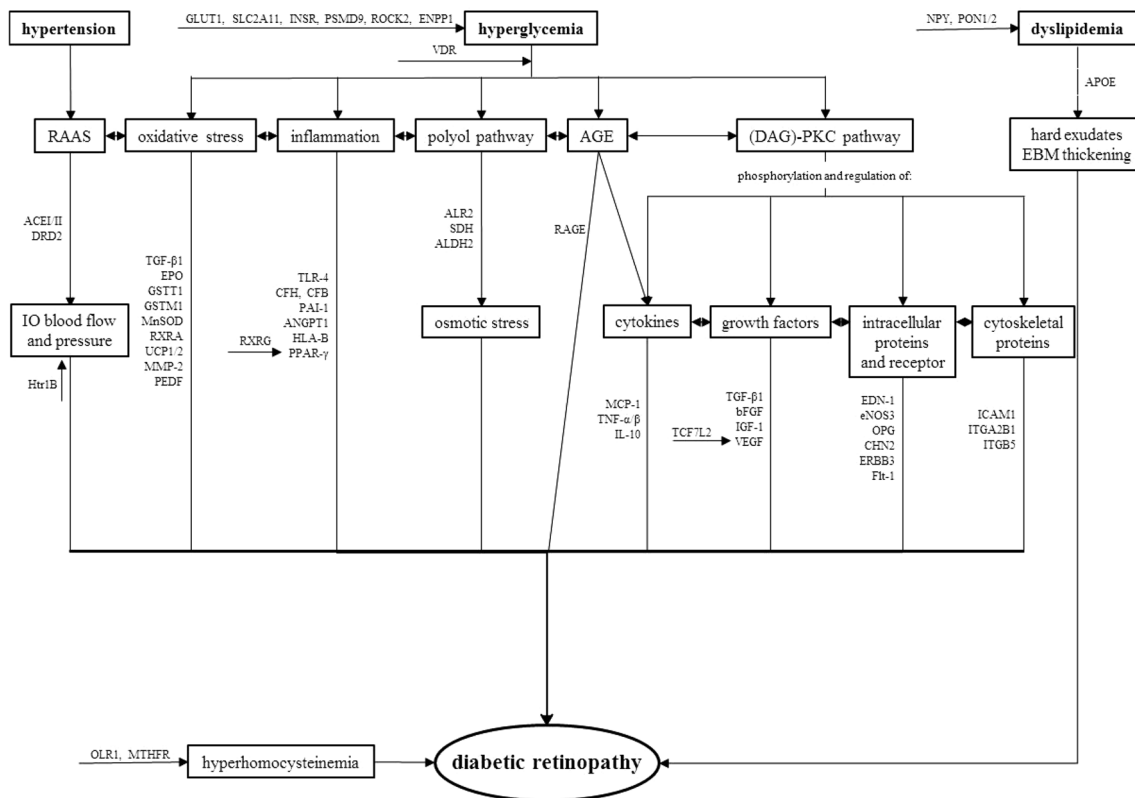 GLUT1, SLC2A11, INSR, PSMD9, ROCK2, ENPP1
NPY, PON1/2
hypertension
hyperglycemia
dyslipidemia
VDR
APOE
RAAS
oxidative stress
inflammation
polyol pathway
AGE
(DAG)-PKC pathway
hard exudates
EBM thickening
phosphorylation and regulation of:
ACEI/II
DRD2
ALR2
SDH
ALDH2
RAGE
TGF-β1
EPO
GSTT1
GSTM1
MnSOD
RXRA
UCP1/2
MMP-2
PEDF
TLR-4
CFH, CFB
PAI-1
ANGPT1
HLA-B
PPAR-γ
RXRG
IO blood flow
and pressure
Htr1B
osmotic stress
cytokines
growth factors
intracellular
proteins
and receptor
cytoskeletal
proteins
MCP-1
TNF-α/β
IL-10
TCF7L2
TGF-β1
bFGF
IGF-1
VEGF
EDN-1
eNOS3
OPG
CHN2
ERBB3
Flt-1
ICAM1
ITGA2B1
ITGB5
OLR1, MTHFR
hyperhomocysteinemia
diabetic retinopathy